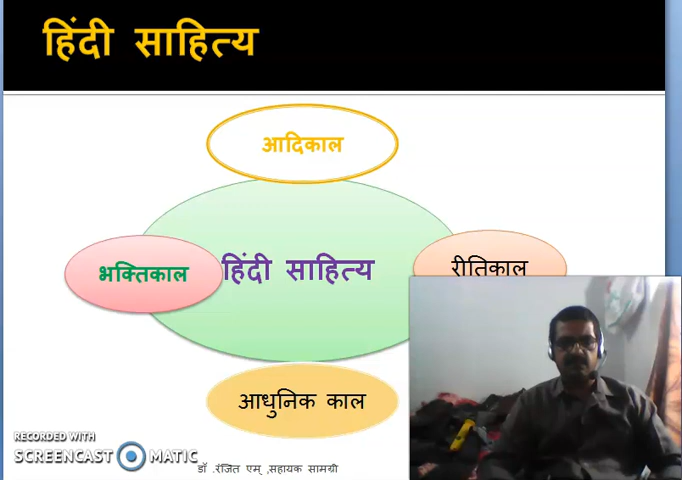 हिंदी साहित्य
आदिकाल
भक्तिकाल
हिंदी साहित्य
रीतिकाल
आधुनिक काल
RECORDED WITH
SCREENCAST MATIC
डॉ .रंजित एम् ,सहायक सामग्री